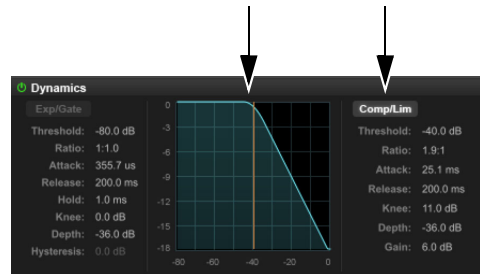 Dynamics
Exp/Gate
Threshold: -80.0 dB
Ratio: 1:1.0
Attack: 355.7 us
Release: 200.0 ms
Hold: 1.0 ms
Knee: 0.0 dB
Depth: -36.0 dB
Hysteresis: 0.0 dB
0
-3
-6
-9
-12
-15
-18
-80 -60 -40 -20 0
Comp/Lim
Threshold: -40.0 dB
Ratio: 1.9:1
Attack: 25.1 ms
Release: 200.0 ms
Knee: 11.0 dB
Depth: -36.0 dB
Gain: 6.0 dB